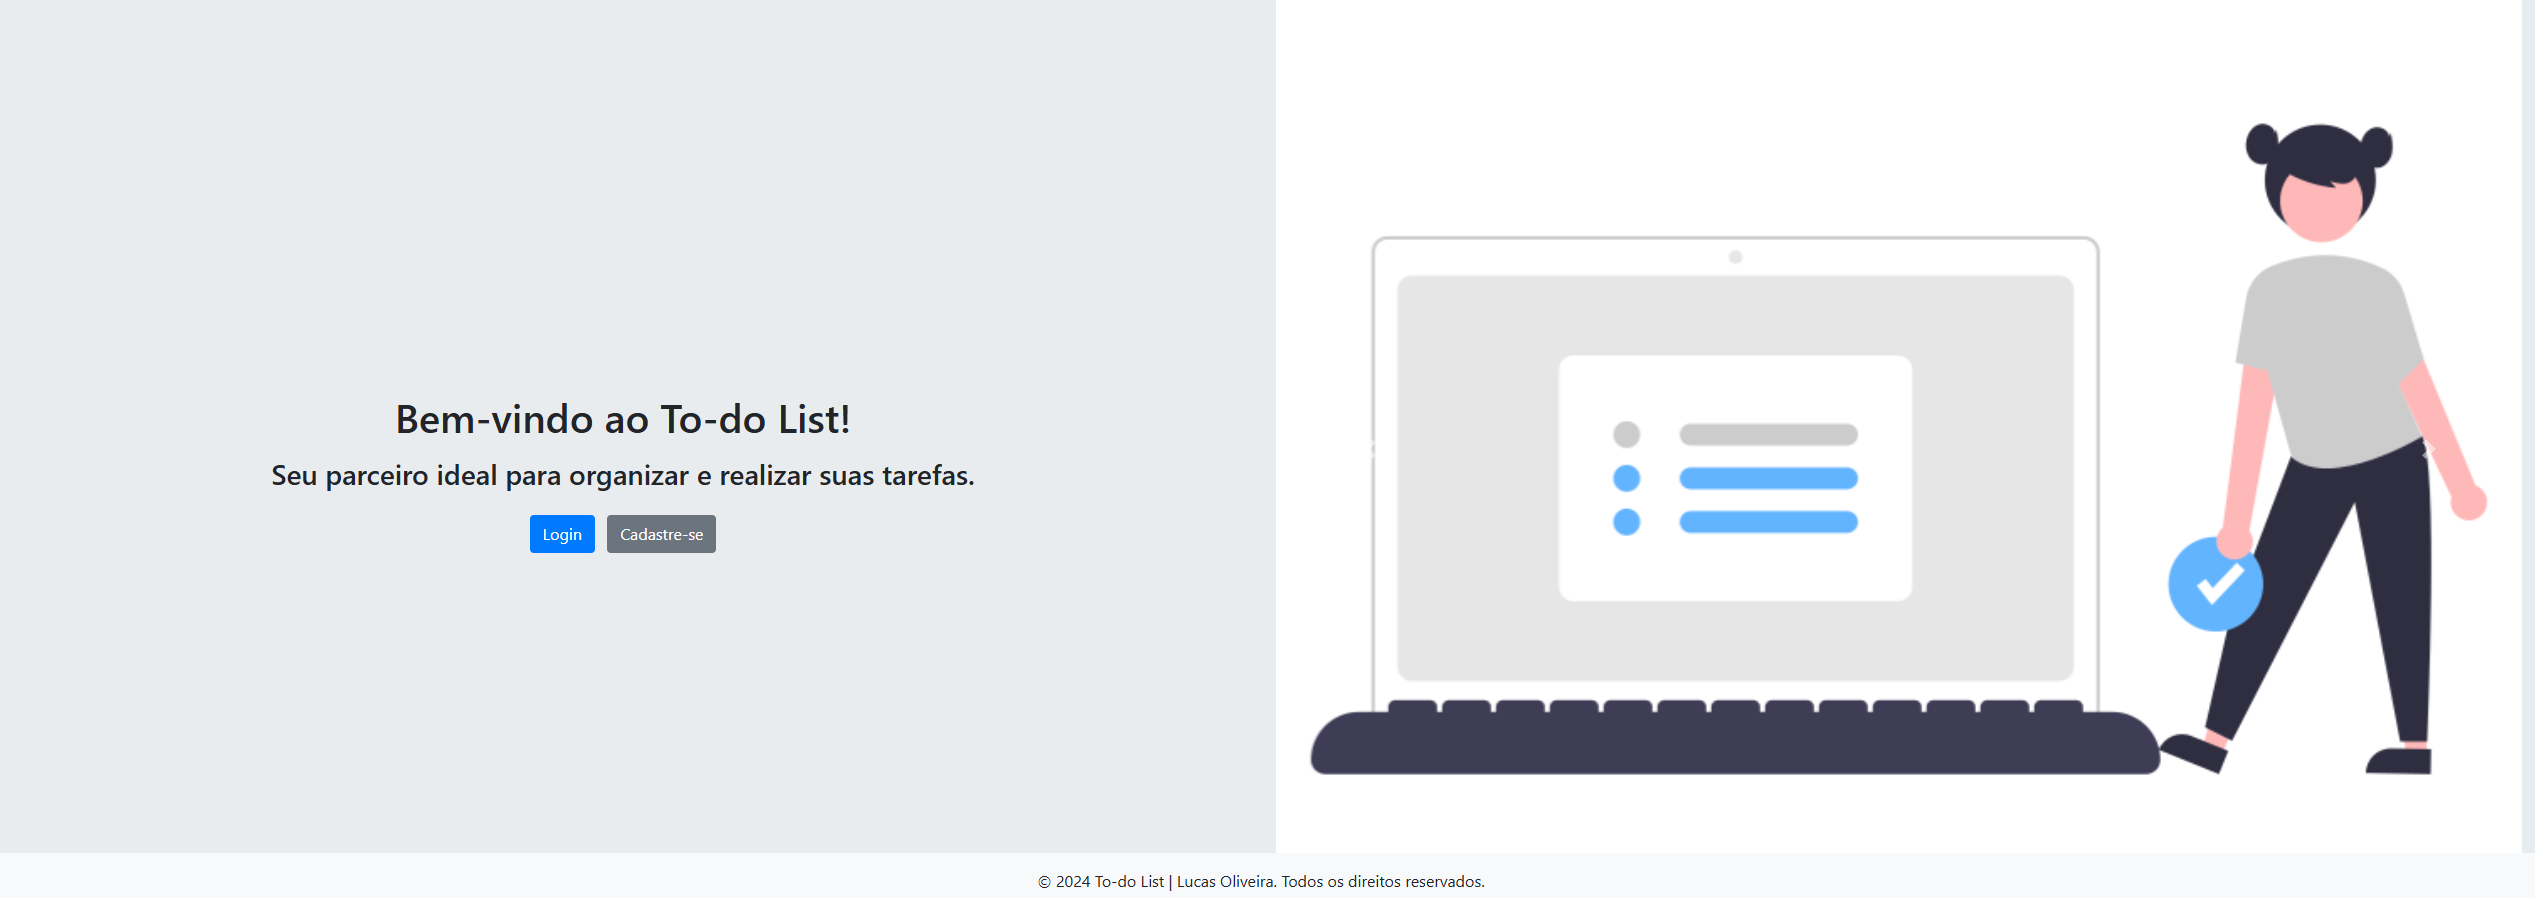 Bem-vindo ao To-do List!
Seu parceiro ideal para organizar e realizar suas tarefas.
Login Cadastre-se
© 2024 To-do List | Lucas Oliveira. Todos os direitos reservados.